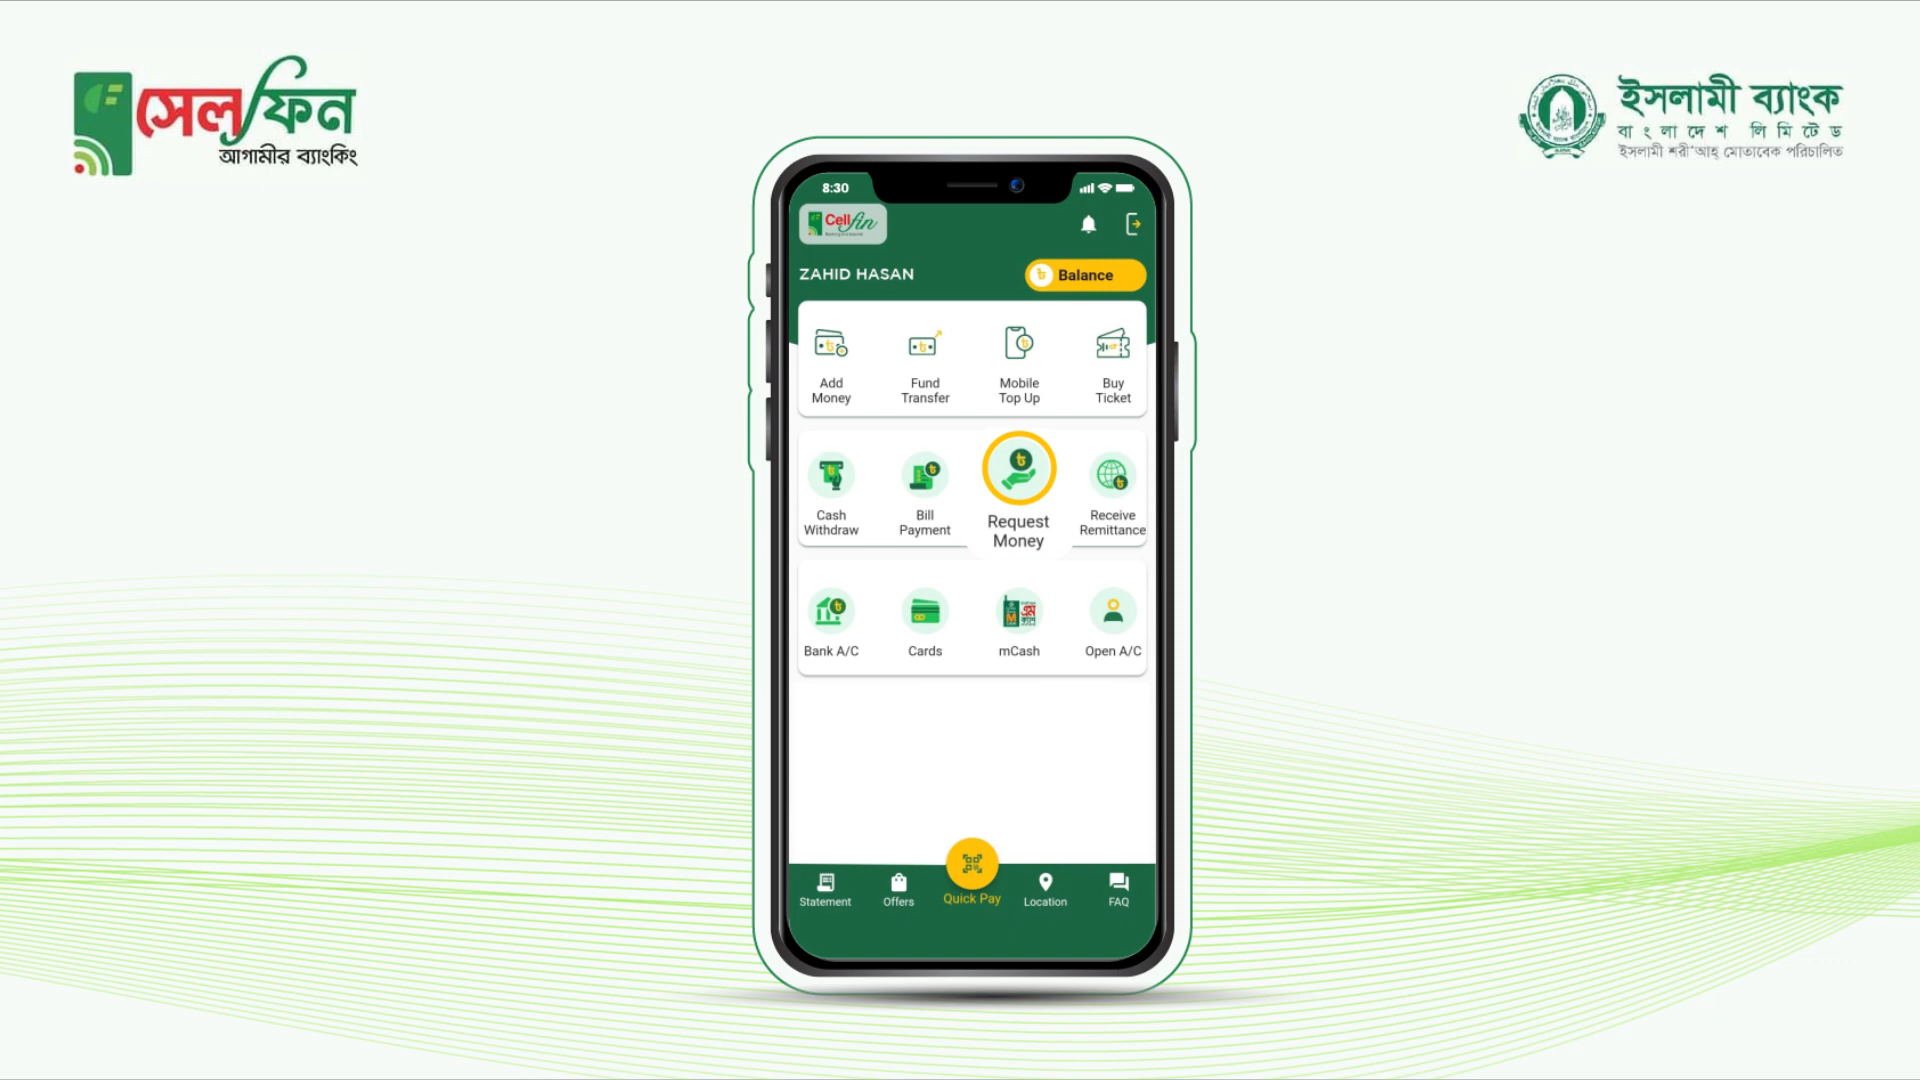 সেলফিন
আগামীর ব্যাংকিং
ইসলামী ব্যাংক
বাংলাদেশ লিমিটেড
ইসলামী শরী‘আহ্ মোতাবেক পরিচালিত
8:30
Cellfin
ZAHID HASAN
Balance
Add
Money
Fund
Transfer
Mobile
Top Up
Buy
Ticket
Cash
Withdraw
Bill
Payment
Request
Money
Receive
Remittance
Bank A/C
Cards
mCash
Open A/C
Statement
Offers
Quick Pay
Location
FAQ